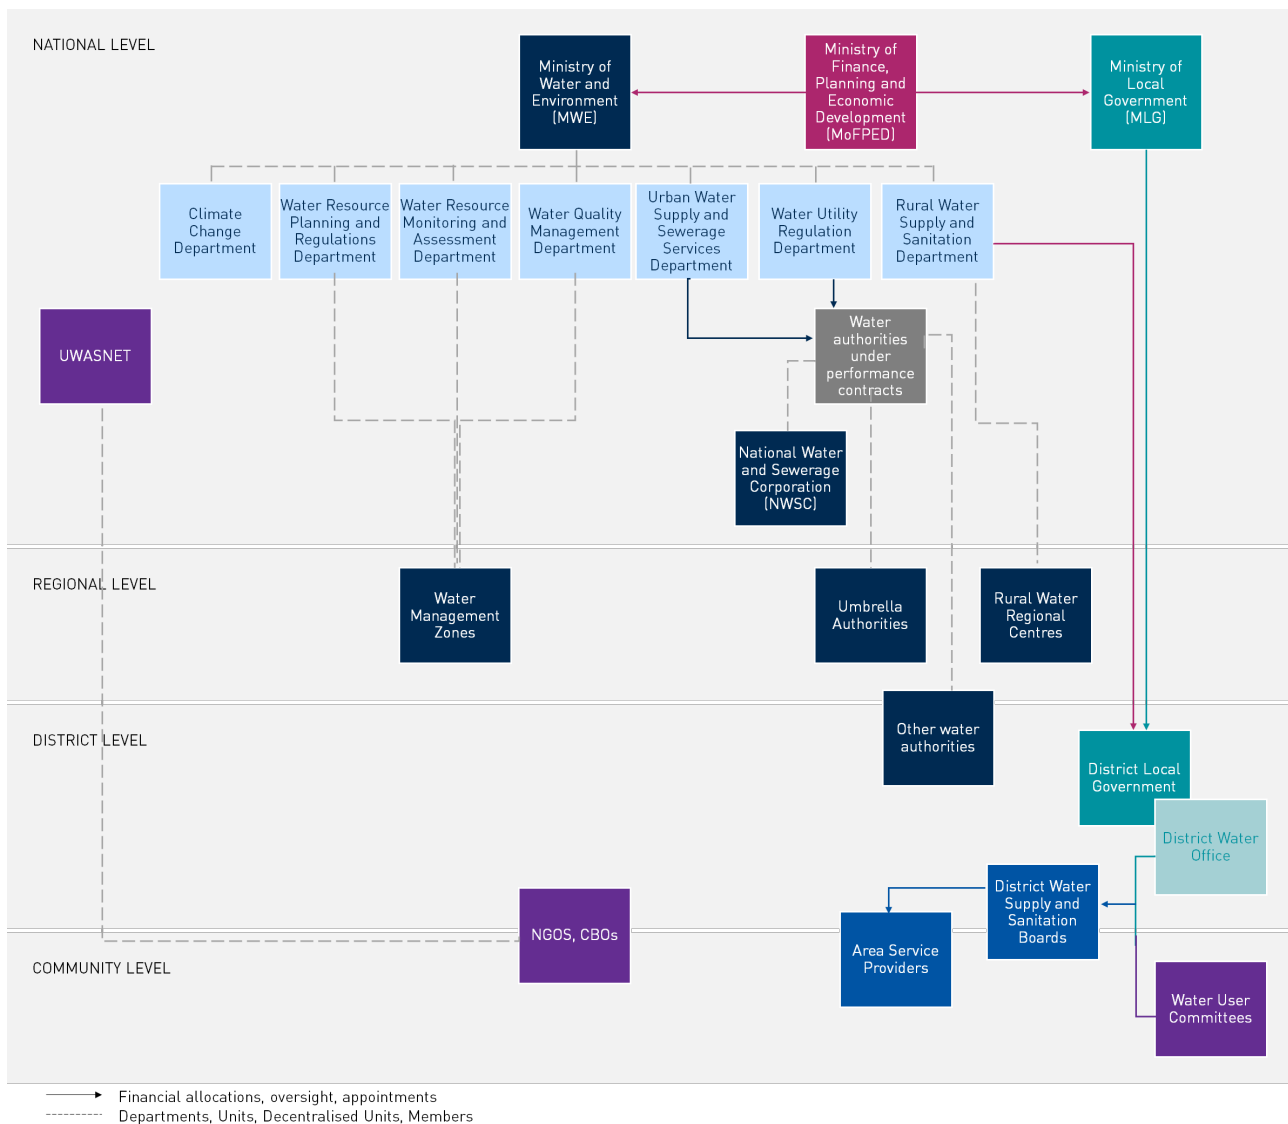 NATIONAL LEVEL
Ministry of
Water and
Environment
(MWE)
Ministry of
Finance,
Planning and
Economic
Development
(MoFPED)
Ministry of
Local
Government
(MLG)
Climate
Change
Department
Water Resource
Planning and
Regulations
Department
Water Resource
Monitoring and
Assessment
Department
Water Quality
Management
Department
Urban Water
Supply and
Sewerage
Services
Department
Water Utility
Regulation
Department
Rural Water
Supply and
Sanitation
Department
UWASNET
Water
authorities
under
performance
contracts
National Water
and Sewerage
Corporation
(NWSC)
REGIONAL LEVEL
Water
Management
Zones
Umbrella
Authorities
Rural Water
Regional
Centres
DISTRICT LEVEL
Other water
authorities
District Local
Government
District Water
Office
District Water
Supply and
Sanitation
Boards
NGOS, CBOs
Area Service
Providers
COMMUNITY LEVEL
Water User
Committees
Financial allocations, oversight, appointments
Departments, Units, Decentralised Units, Members